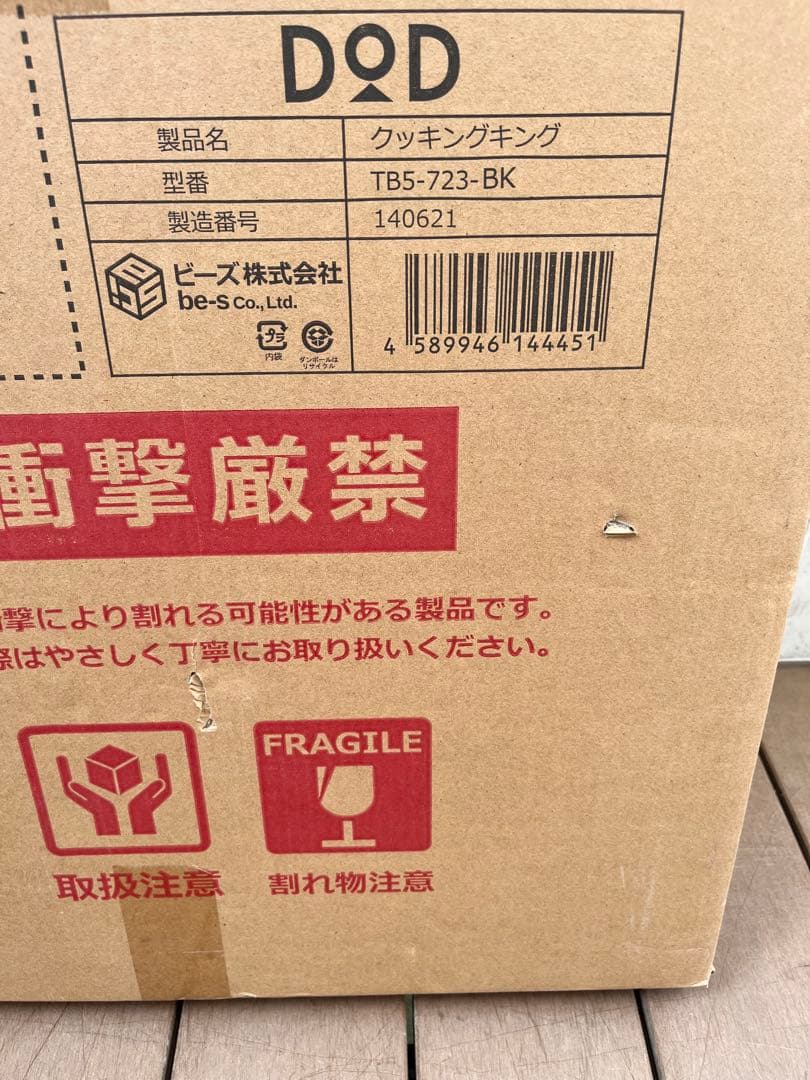 DOD
製品名 クッキングキング
型番 TB5-723-BK
製造番号 140621
ビーズ株式会社
be-s Co., Ltd.
プラ
内袋
ダンボールは
リサイクル
4 589946 144451
衝撃厳禁
撃により割れる可能性がある製品です。
際はやさしく丁寧にお取り扱いください。
FRAGILE
取扱注意
割れ物注意